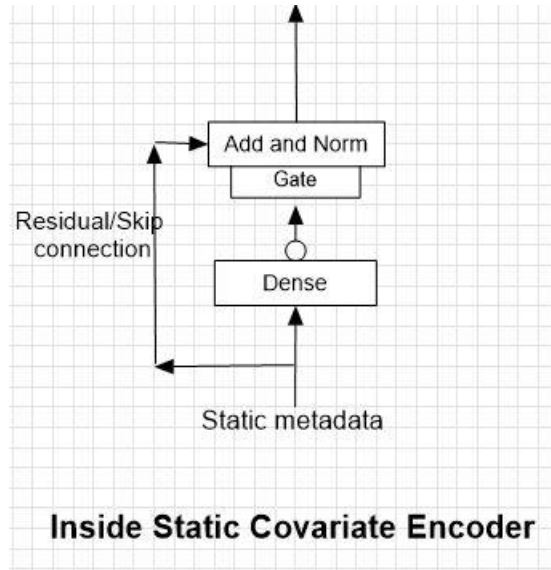 Add and Norm
Gate
Residual/Skip
connection
Dense
Static metadata
Inside Static Covariate Encoder